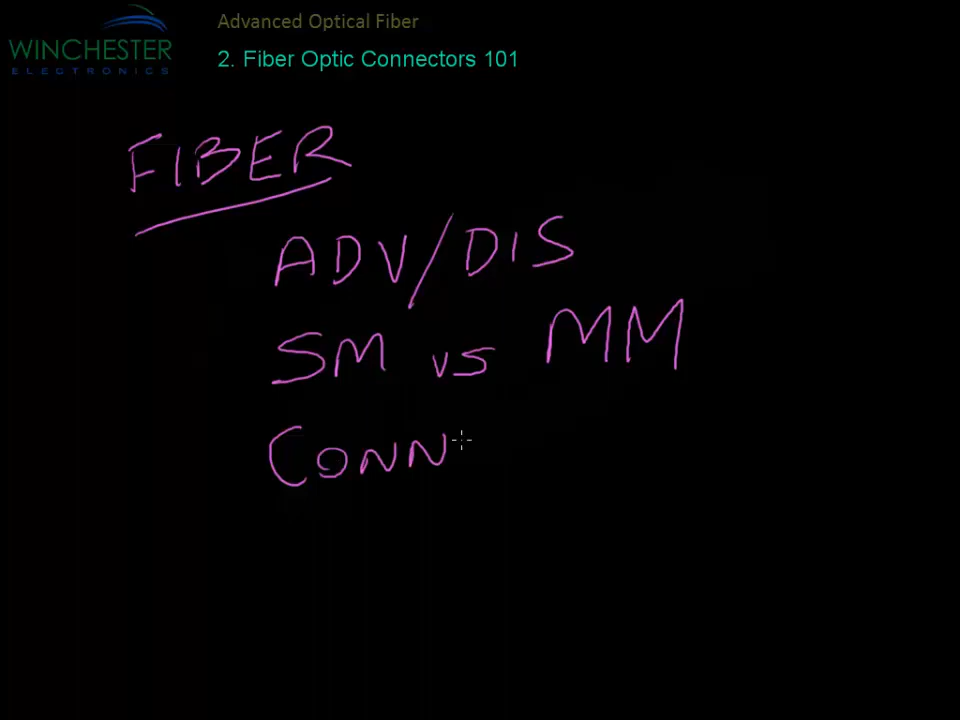 Advanced Optical Fiber
WINCHESTER
ELECTRONICS
2. Fiber Optic Connectors 101
FIBER
ADV/DIS
SM vs MM
CONN